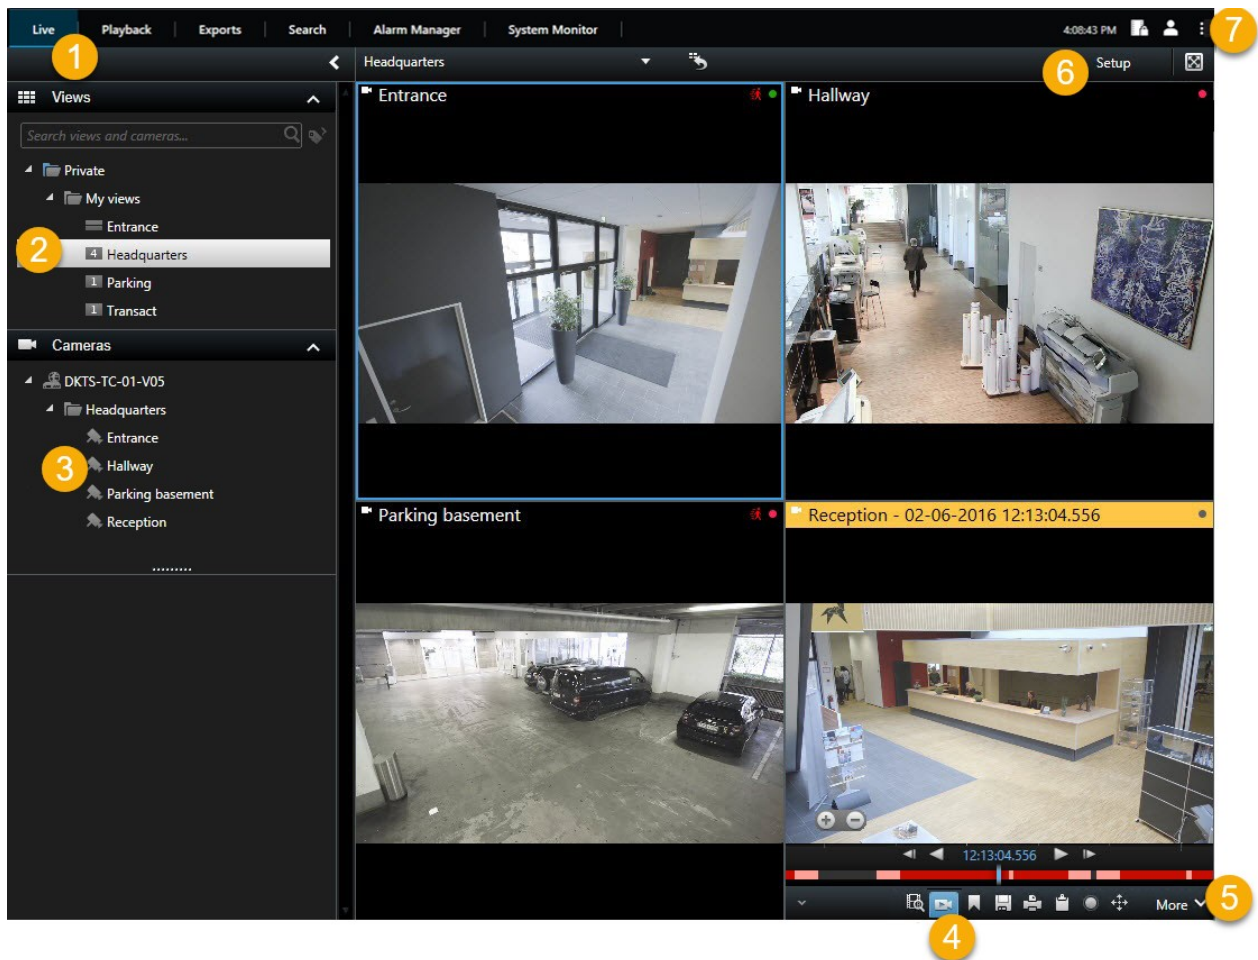 Live Playback Exports Search Alarm Manager System Monitor 4:08:43 PM 7
1
Headquarters 6 Setup
Views
Search views and cameras...
Private
My views
Entrance
2 4 Headquarters
1 Parking
1 Transact
Cameras
DKTS-TC-01-V05
Headquarters
Entrance
3 Hallway
Parking basement
Reception
Entrance
Hallway
Parking basement
Reception - 02-06-2016 12:13:04.556
12:13:04.556
More 5
4